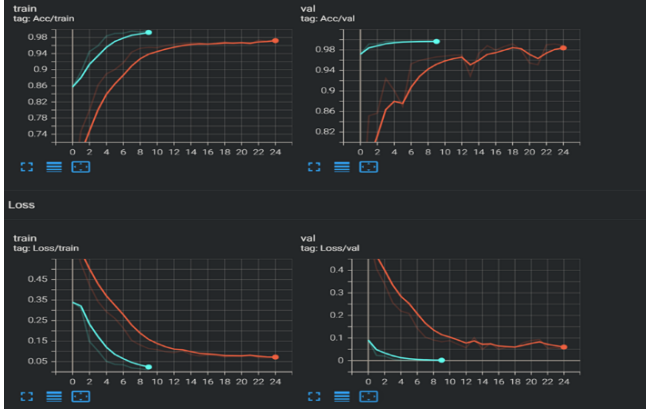 train
tag: Acc/train
0.98
0.94
0.9
0.86
0.82
0.78
0.74
0 2 4 6 8 10 12 14 16 18 20 22 24
val
tag: Acc/val
0.98
0.94
0.9
0.86
0.82
0 2 4 6 8 10 12 14 16 18 20 22 24
Loss
train
tag: Loss/train
0.45
0.35
0.25
0.15
0.05
0 2 4 6 8 10 12 14 16 18 20 22 24
val
tag: Loss/val
0.4
0.3
0.2
0.1
0
0 2 4 6 8 10 12 14 16 18 20 22 24